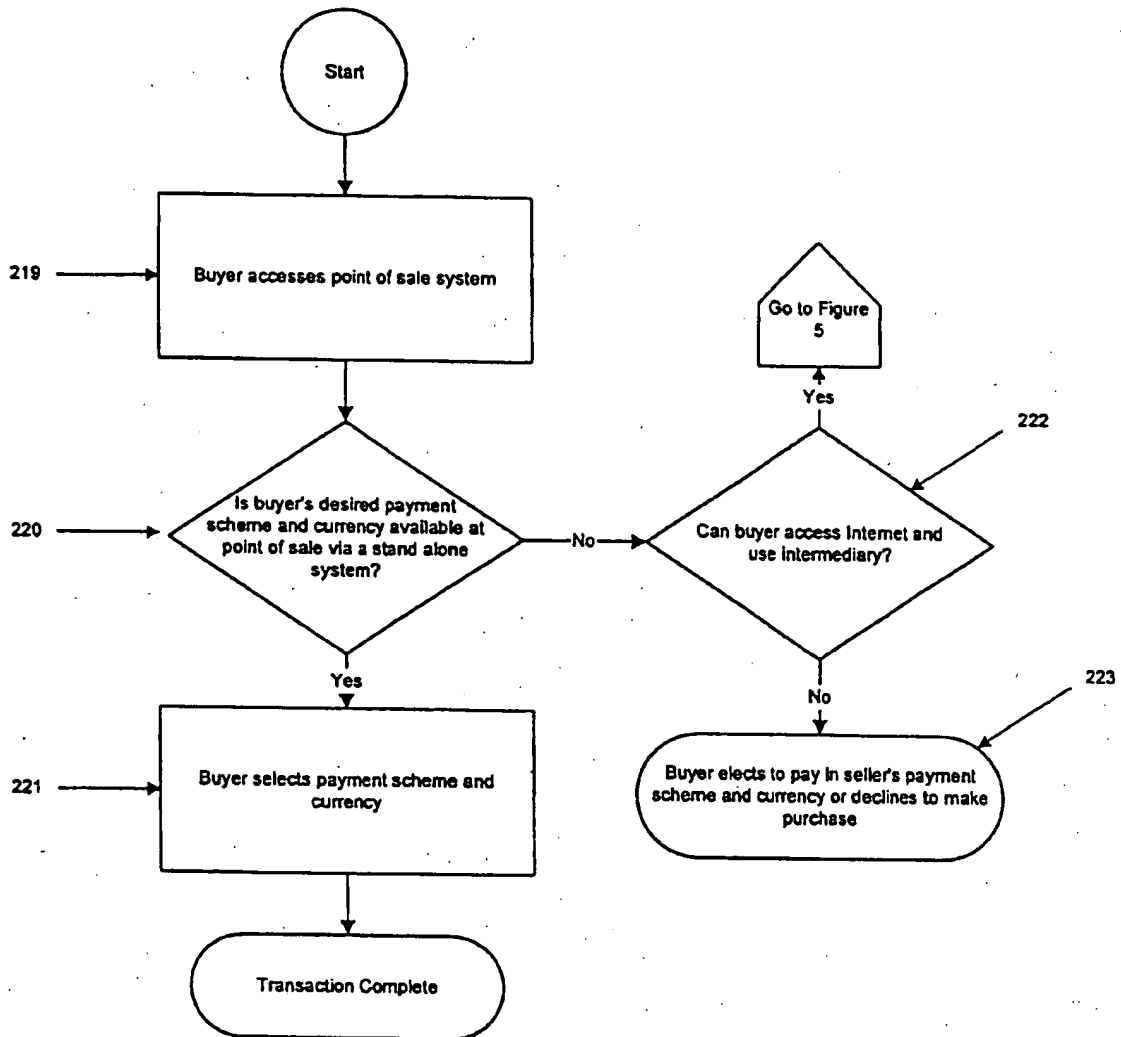 Start
219
Buyer accesses point of sale system
Go to Figure
5
Yes
222
220
Is buyer's desired payment
scheme and currency available at
point of sale via a stand alone
system?
No
Can buyer access Internet and
use intermediary?
Yes
No
223
221
Buyer selects payment scheme and
currency
Buyer elects to pay in seller's payment
scheme and currency or declines to make
purchase
Transaction Complete